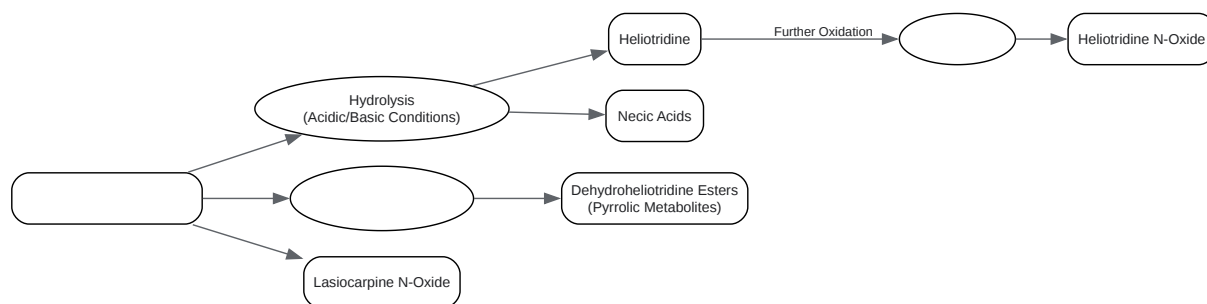 Heliotridine
Further Oxidation
Heliotridine N-Oxide
Hydrolysis
(Acidic/Basic Conditions)
Necic Acids
Dehydroheliotridine Esters
(Pyrrolic Metabolites)
Lasiocarpine N-Oxide